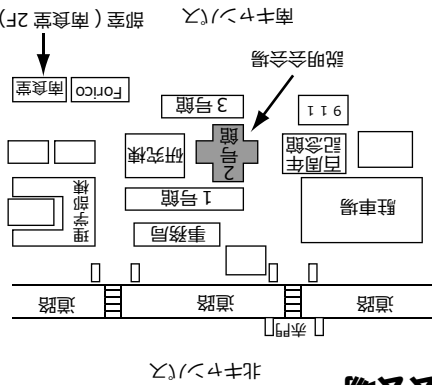 北キャンパス
赤門
道路
道路
道路
事務局
駐車場
1号館
理学部棟
百周年
記念館
2号館
研究棟
911
3号館
Forico
南食堂
説明会会場
南キャンパス
部室(南食堂 2F)